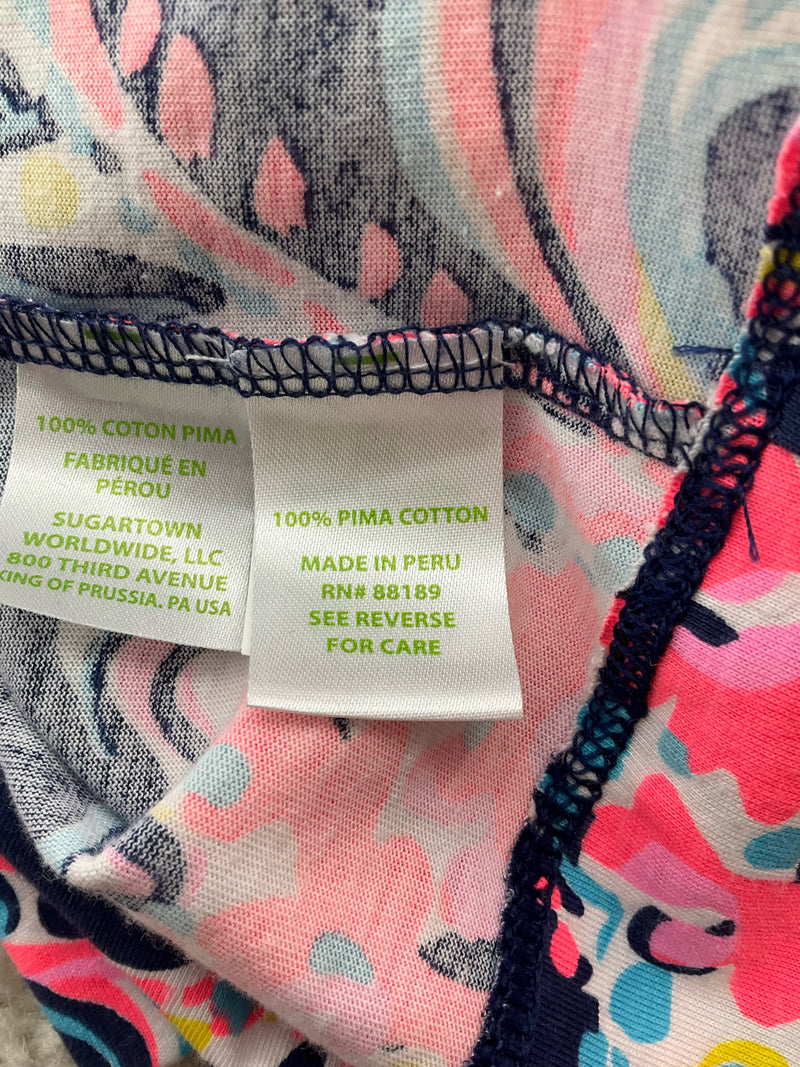 100% COTON PIMA
FABRIQUÉ EN
PÉROU
SUGARTOWN
WORLDWIDE, LLC
800 THIRD AVENUE
KING OF PRUSSIA. PA USA
100% PIMA COTTON
MADE IN PERU
RN# 88189
SEE REVERSE
FOR CARE